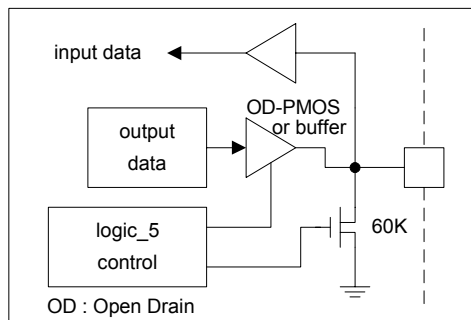 input data
OD-PMOS
or buffer
output
data
logic_5
control
60K
OD : Open Drain